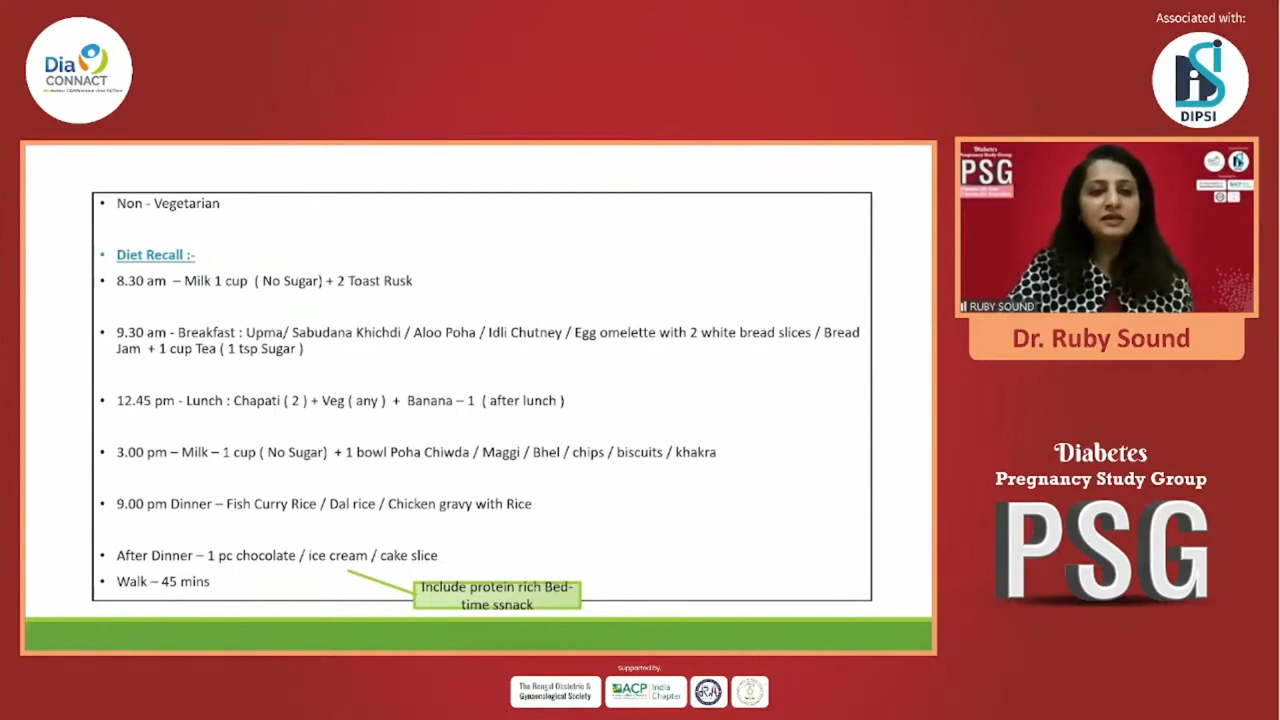 Associated with:
Dia
CONNACT
DIPSI
Non - Vegetarian
Diet Recall :-
8.30 am – Milk 1 cup ( No Sugar) + 2 Toast Rusk
9.30 am - Breakfast : Upma/ Sabudana Khichdi / Aloo Poha / Idli Chutney / Egg omelette with 2 white bread slices / Bread
Jam + 1 cup Tea ( 1 tsp Sugar )
12.45 pm - Lunch : Chapati ( 2 ) + Veg ( any ) + Banana – 1 ( after lunch )
3.00 pm – Milk – 1 cup ( No Sugar) + 1 bowl Poha Chiwda / Maggi / Bhel / chips / biscuits / khakra
9.00 pm Dinner – Fish Curry Rice / Dal rice / Chicken gravy with Rice
After Dinner – 1 pc chocolate / ice cream / cake slice
Walk – 45 mins
Include protein rich Bed-
time ssnack
Diabetes
PSG
RUBY SOUND
Dr. Ruby Sound
Diabetes
Pregnancy Study Group
PSG
Supported by:
The Bengal Obstetric &
Gynaecological Society
ACP India
Chapter